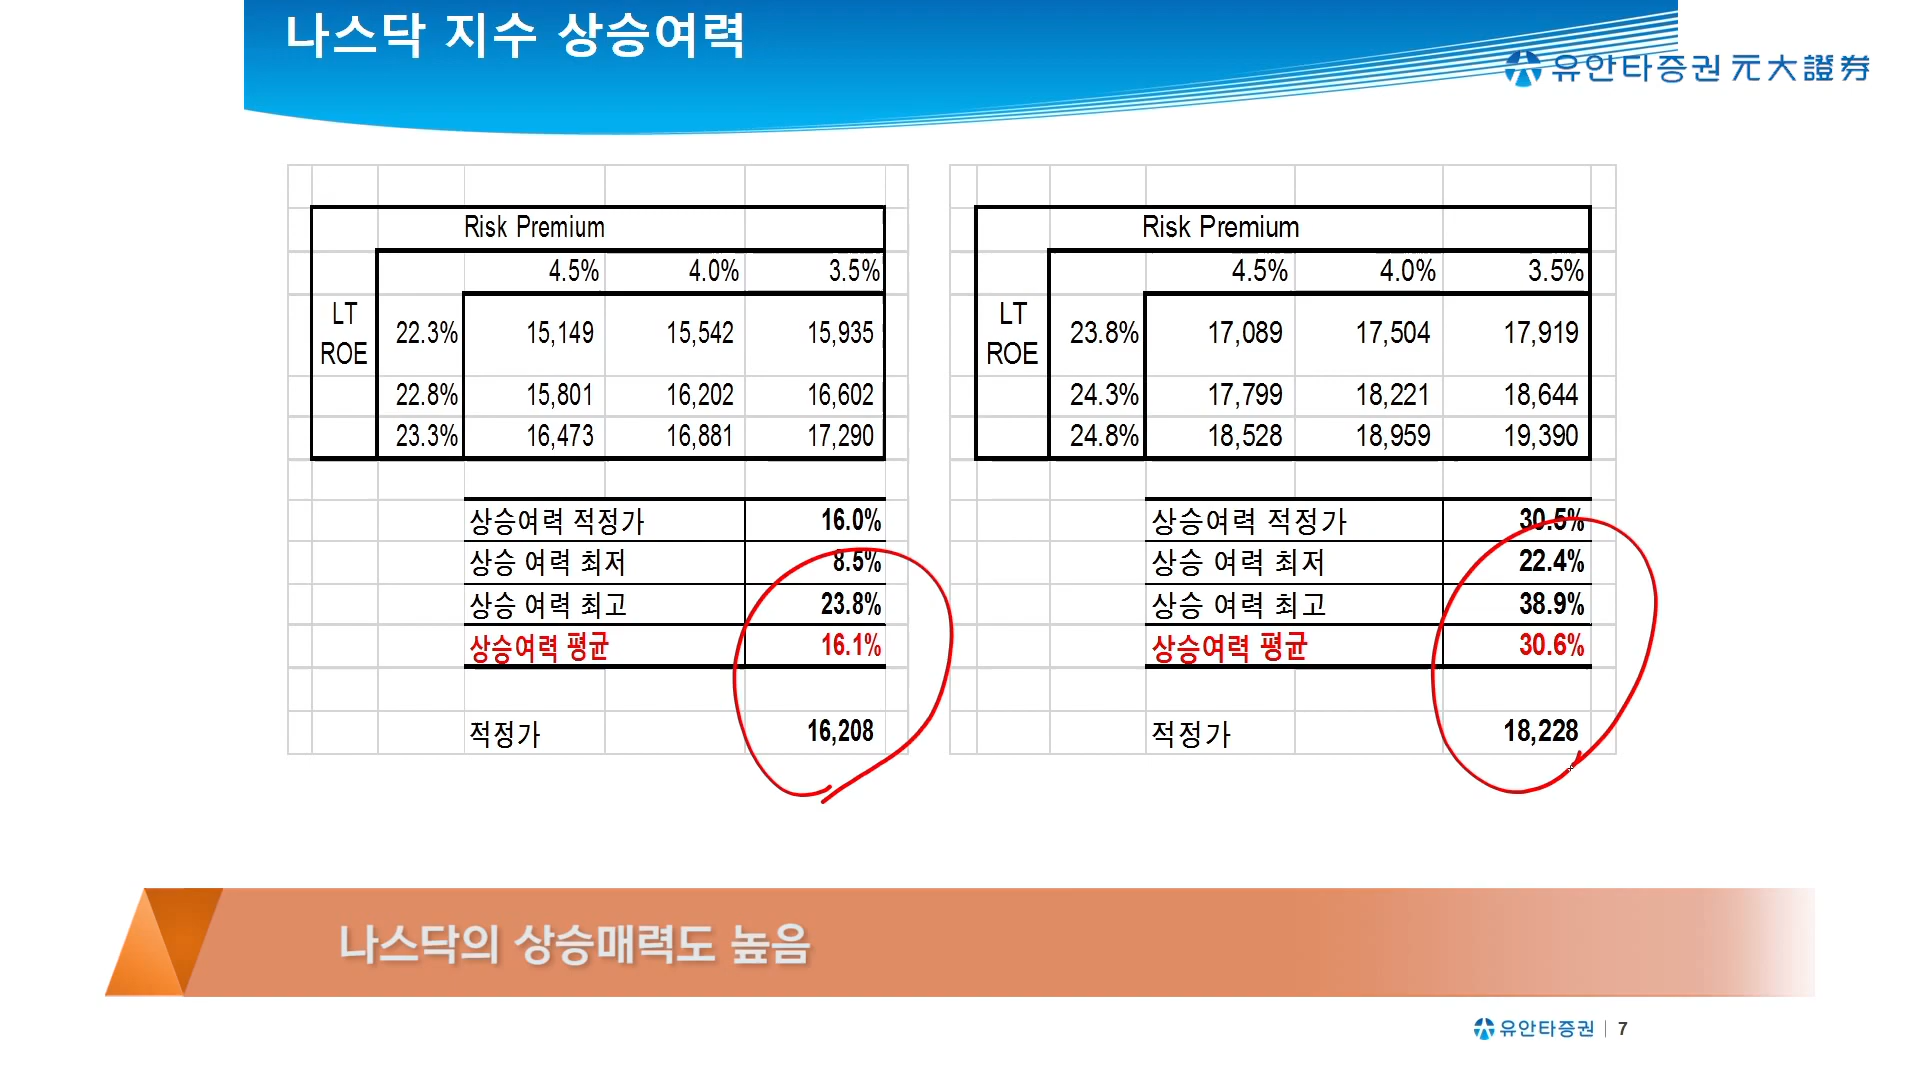 나스닥 지수 상승여력
유안타증권 元大證券
Risk Premium
4.5% 4.0% 3.5%
LT ROE 22.3% 15,149 15,542 15,935
22.8% 15,801 16,202 16,602
23.3% 16,473 16,881 17,290
상승여력 적정가 16.0%
상승 여력 최저 8.5%
상승 여력 최고 23.8%
상승여력 평균 16.1%
적정가 16,208
Risk Premium
4.5% 4.0% 3.5%
LT ROE 23.8% 17,089 17,504 17,919
24.3% 17,799 18,221 18,644
24.8% 18,528 18,959 19,390
상승여력 적정가 30.5%
상승 여력 최저 22.4%
상승 여력 최고 38.9%
상승여력 평균 30.6%
적정가 18,228
나스닥의 상승매력도 높음
유안타증권 | 7